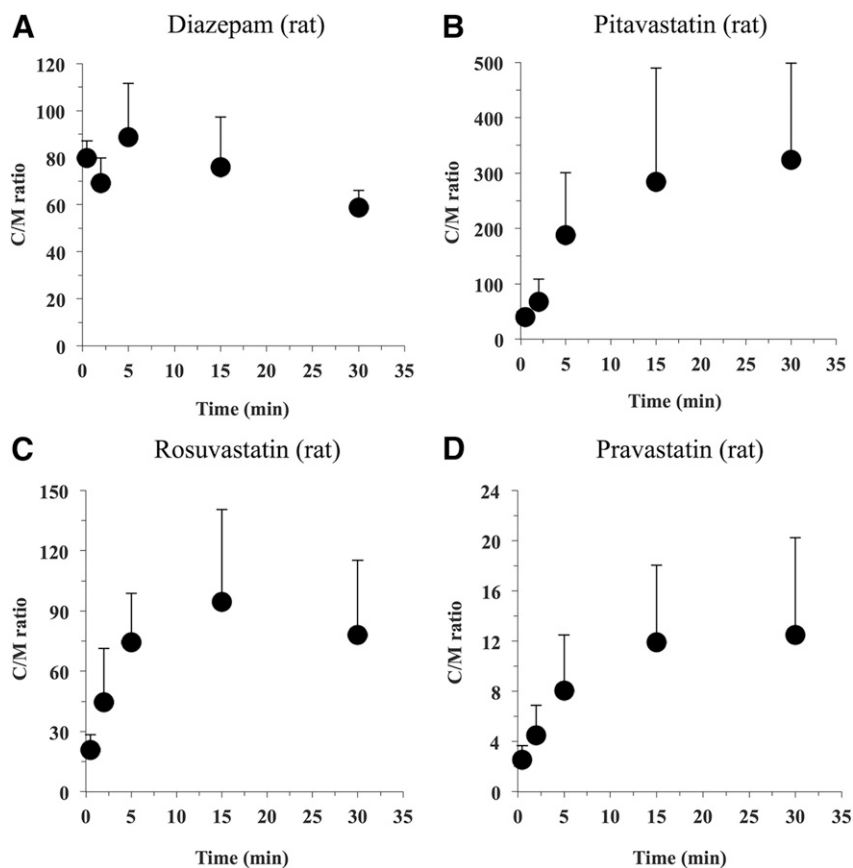 A
Diazepam (rat)
120
100
80
60
40
20
0
C/M ratio
0 5 10 15 20 25 30 35
Time (min)
B
Pitavastatin (rat)
500
400
300
200
100
0
C/M ratio
0 5 10 15 20 25 30 35
Time (min)
C
Rosuvastatin (rat)
150
120
90
60
30
0
C/M ratio
0 5 10 15 20 25 30 35
Time (min)
D
Pravastatin (rat)
24
20
16
12
8
4
0
C/M ratio
0 5 10 15 20 25 30 35
Time (min)